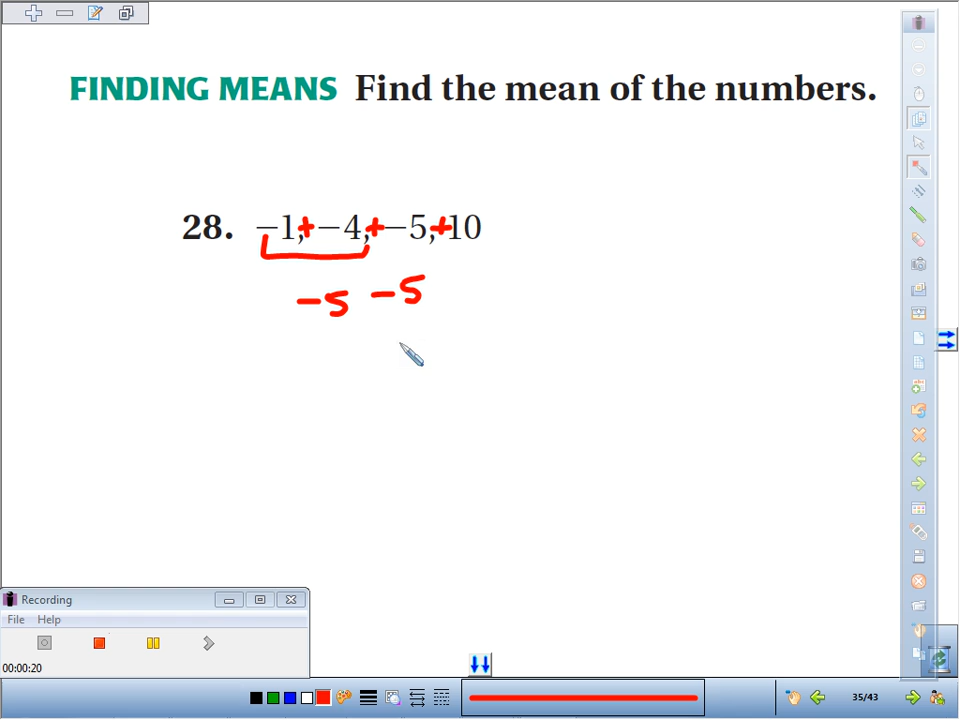 FINDING MEANS Find the mean of the numbers.
28. −1,+ −4,+ −5,+ 10
−5 −5
Recording
File Help
00:00:20
35/43